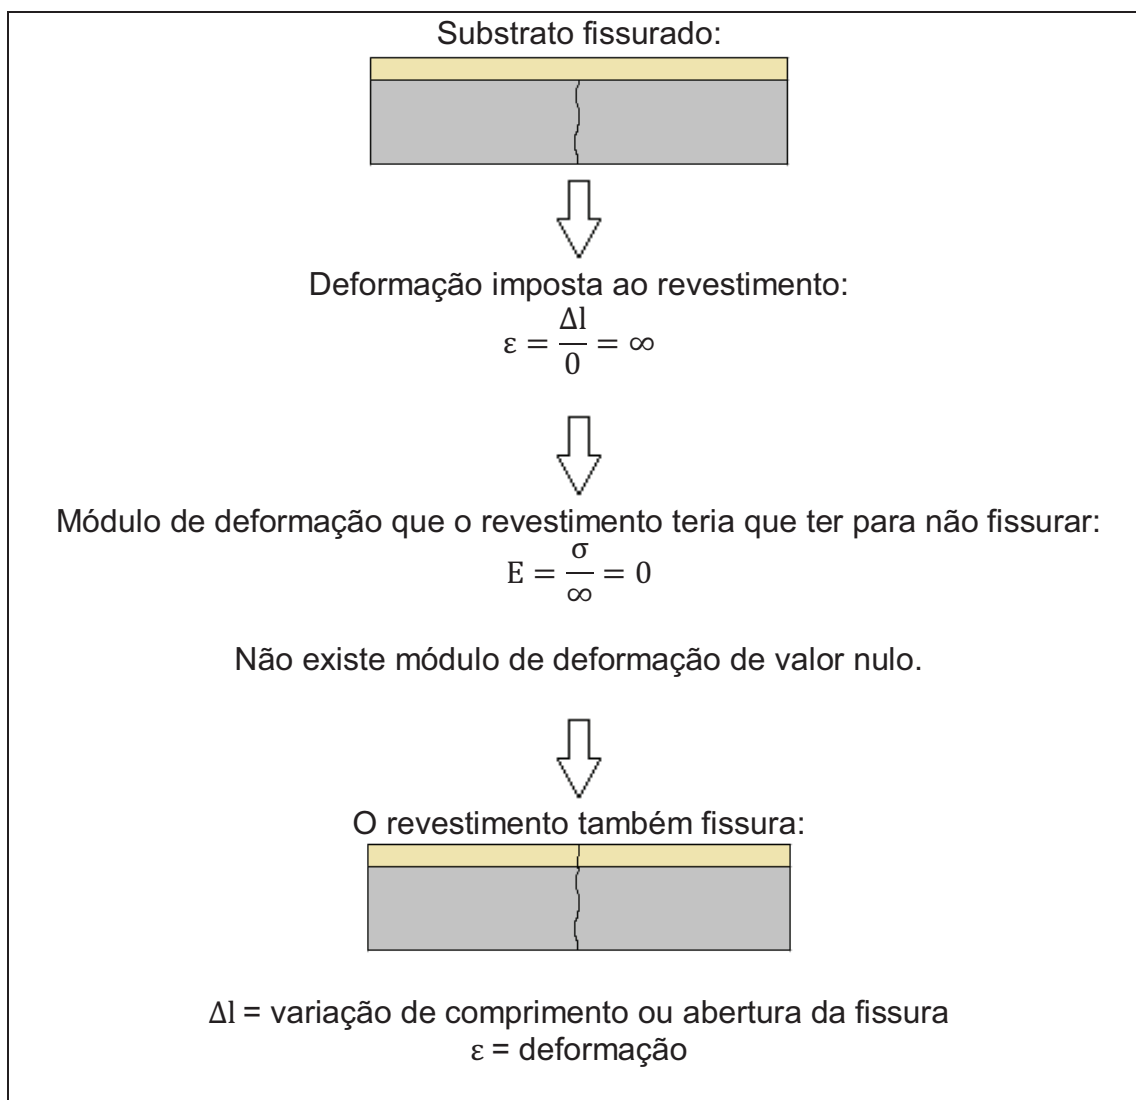 Substrato fissurado:
Deformação imposta ao revestimento:
ε = Δl/0 = ∞
Módulo de deformação que o revestimento teria que ter para não fissurar:
E = σ/∞ = 0
Não existe módulo de deformação de valor nulo.
O revestimento também fissura:
Δl = variação de comprimento ou abertura da fissura
ε = deformação